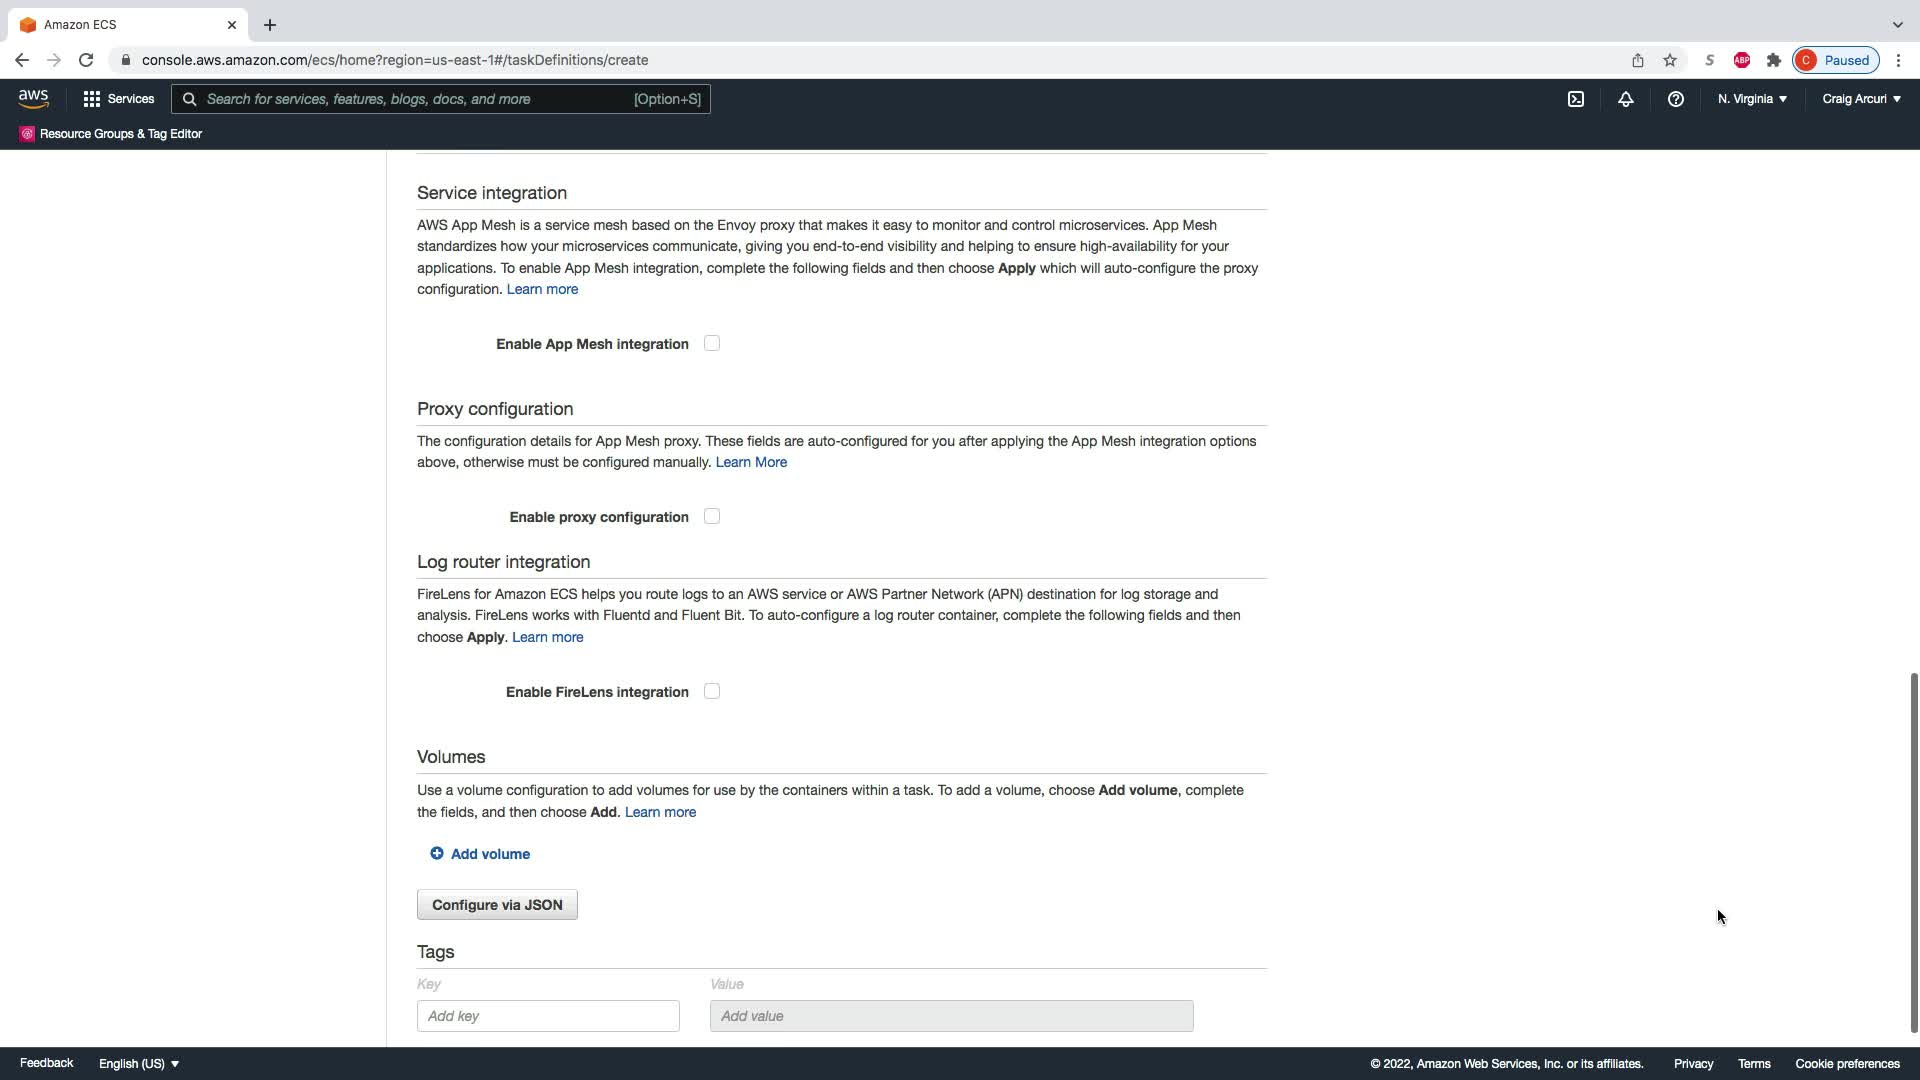 Amazon ECS
console.aws.amazon.com/ecs/home?region=us-east-1#/taskDefinitions/create
S
ABP
C
Paused
aws
Services
Search for services, features, blogs, docs, and more
[Option+S]
N. Virginia
Craig Arcuri
Resource Groups & Tag Editor
Service integration
AWS App Mesh is a service mesh based on the Envoy proxy that makes it easy to monitor and control microservices. App Mesh
standardizes how your microservices communicate, giving you end-to-end visibility and helping to ensure high-availability for your
applications. To enable App Mesh integration, complete the following fields and then choose Apply which will auto-configure the proxy
configuration. Learn more
Enable App Mesh integration
Proxy configuration
The configuration details for App Mesh proxy. These fields are auto-configured for you after applying the App Mesh integration options
above, otherwise must be configured manually. Learn More
Enable proxy configuration
Log router integration
FireLens for Amazon ECS helps you route logs to an AWS service or AWS Partner Network (APN) destination for log storage and
analysis. FireLens works with Fluentd and Fluent Bit. To auto-configure a log router container, complete the following fields and then
choose Apply. Learn more
Enable FireLens integration
Volumes
Use a volume configuration to add volumes for use by the containers within a task. To add a volume, choose Add volume, complete
the fields, and then choose Add. Learn more
Add volume
Configure via JSON
Tags
Key
Value
Add key
Add value
Feedback
English (US)
© 2022, Amazon Web Services, Inc. or its affiliates.
Privacy
Terms
Cookie preferences